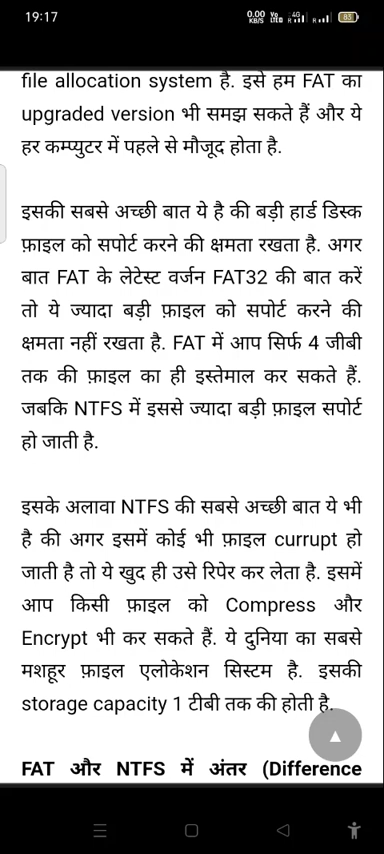 19:17
0.00 KB/S Yo LTE 4G R R 83
file allocation system है. इसे हम FAT का
upgraded version भी समझ सकते हैं और ये
हर कम्प्युटर में पहले से मौजूद होता है.
इसकी सबसे अच्छी बात ये है की बड़ी हार्ड डिस्क
फ़ाइल को सपोर्ट करने की क्षमता रखता है. अगर
बात FAT के लेटेस्ट वर्जन FAT32 की बात करें
तो ये ज्यादा बड़ी फ़ाइल को सपोर्ट करने की
क्षमता नहीं रखता है. FAT में आप सिर्फ 4 जीबी
तक की फ़ाइल का ही इस्तेमाल कर सकते हैं.
जबकि NTFS में इससे ज्यादा बड़ी फ़ाइल सपोर्ट
हो जाती है.
इसके अलावा NTFS की सबसे अच्छी बात ये भी
है की अगर इसमें कोई भी फ़ाइल currupt हो
जाती है तो ये खुद ही उसे रिपेर कर लेता है. इसमें
आप किसी फ़ाइल को Compress और
Encrypt भी कर सकते हैं. ये दुनिया का सबसे
मशहूर फ़ाइल एलोकेशन सिस्टम है. इसकी
storage capacity 1 टीबी तक की होती है.
FAT और NTFS में अंतर (Difference